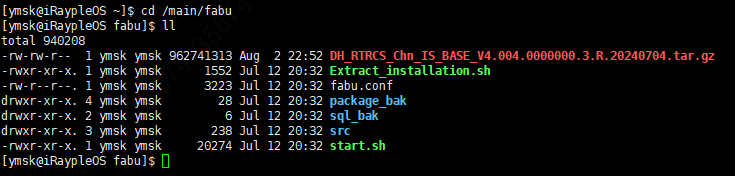 [ymsk@iRaypleOS ~]$ cd /main/fabu
[ymsk@iRaypleOS fabu]$ ll
total 940208
-rw-rw-r--  1 ymsk ymsk 962741313 Aug  2 22:52 DH_RTRCS_Chn_IS_BASE_V4.004.0000000.3.R.20240704.tar.gz
-rwxr-xr-x. 1 ymsk ymsk      1552 Jul 12 20:32 Extract_installation.sh
-rw-r--r--. 1 ymsk ymsk      3223 Jul 12 20:32 fabu.conf
drwxr-xr-x. 4 ymsk ymsk        28 Jul 12 20:32 package_bak
drwxr-xr-x. 2 ymsk ymsk         6 Jul 12 20:32 sql_bak
drwxr-xr-x. 3 ymsk ymsk       238 Jul 12 20:32 src
-rwxr-xr-x. 1 ymsk ymsk     20274 Jul 12 20:32 start.sh
[ymsk@iRaypleOS fabu]$